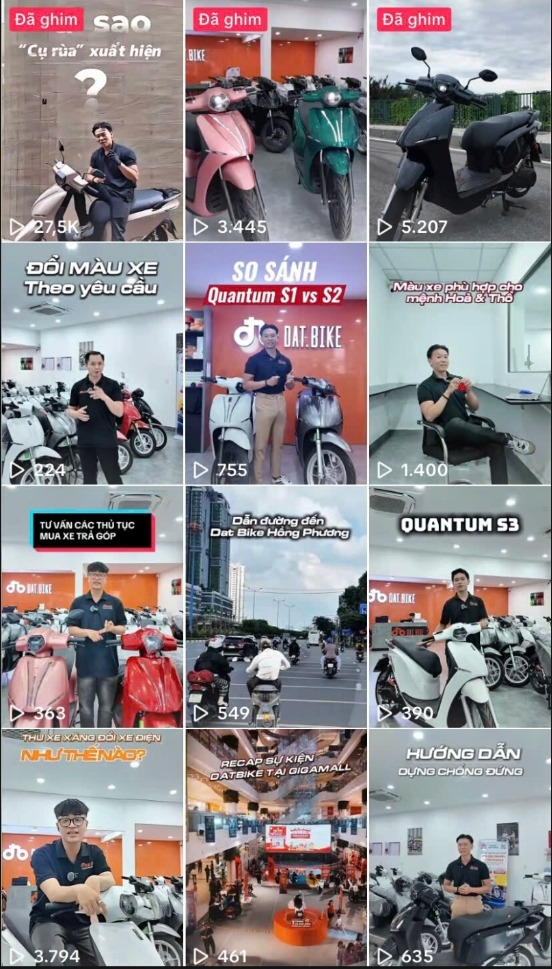 Đã ghim
sao
"Cụ rùa" xuất hiện
?
27,5K
Đã ghim
.BIKE
3.445
Đã ghim
5.207
ĐỔI MÀU XE
Theo yêu cầu
224
SO SÁNH
Quantum S1 vs S2
DAT.BIKE
755
Màu xe phù hợp cho
mệnh Hoả & Thổ
1.400
TƯ VẤN CÁC THỦ TỤC
MUA XE TRẢ GÓP
DAT.BIKE
363
Dẫn đường đến
Dat Bike Hồng Phương
549
QUANTUM S3
DAT.BIKE
390
THU XE XĂNG ĐỔI XE ĐIỆN
NHƯ THẾ NÀO?
3.794
RECAP SỰ KIỆN
DATBIKE TẠI GIGAMALL
461
HƯỚNG DẪN
DỰNG CHỐNG ĐỨNG
635